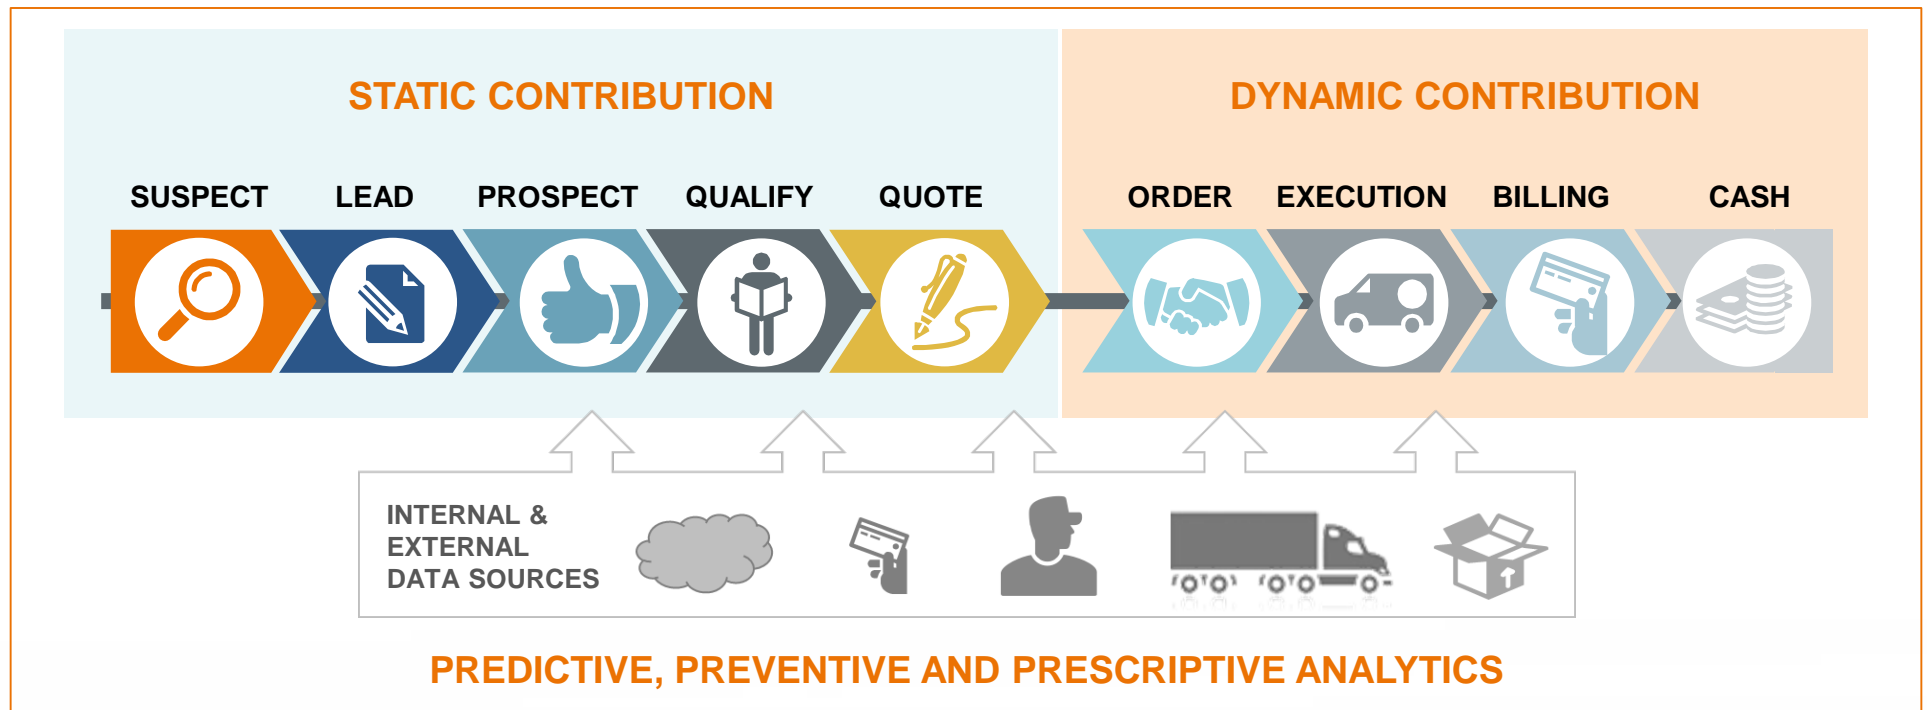 STATIC CONTRIBUTION
DYNAMIC CONTRIBUTION
SUSPECT
LEAD
PROSPECT
QUALIFY
QUOTE
ORDER
EXECUTION
BILLING
CASH
INTERNAL &
EXTERNAL
DATA SOURCES
PREDICTIVE, PREVENTIVE AND PRESCRIPTIVE ANALYTICS